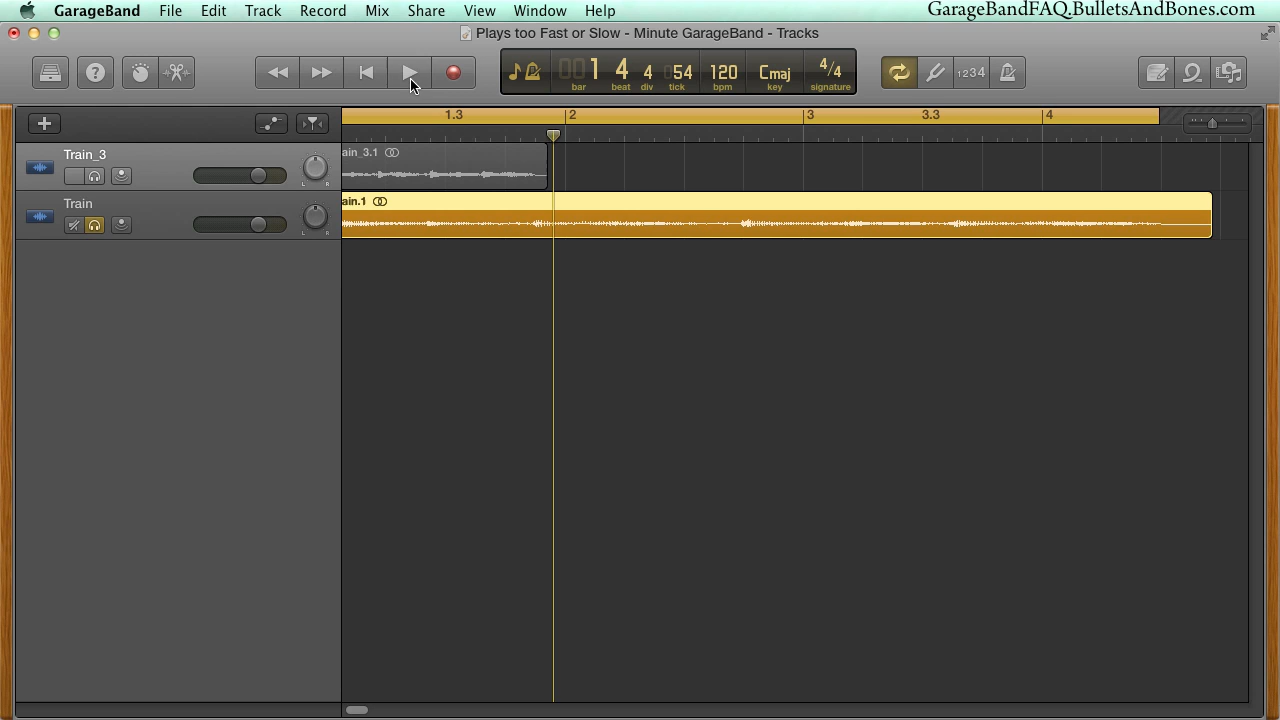 GarageBand File Edit Track Record Mix Share View Window Help GarageBandFAQ.BulletsAndBones.com
Plays too Fast or Slow - Minute GarageBand - Tracks
001 4 4 054 120 Cmaj 4/4
bar beat div tick bpm key signature
1234
1.3 2 3 3.3 4
Train_3
ain_3.1
L R
Train
ain.1
L R